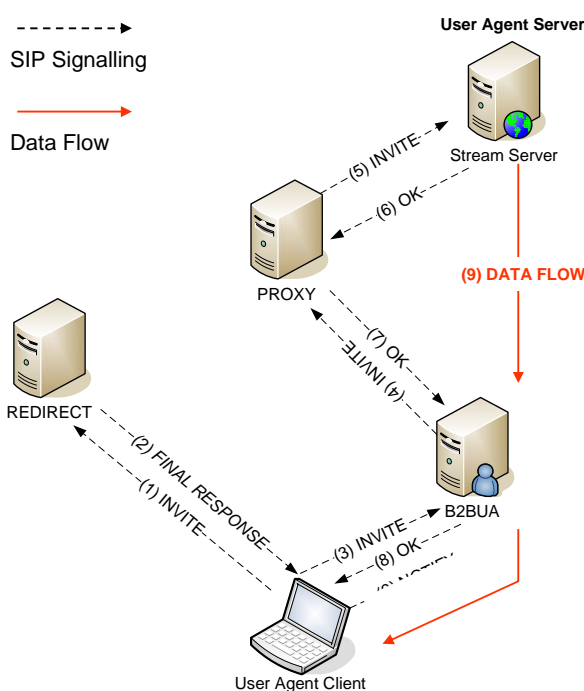 User Agent Server
SIP Signalling
Data Flow
Stream Server
(5) INVITE
(6) OK
PROXY
(9) DATA FLOW
(7) OK
(4) INVITE
REDIRECT
(2) FINAL RESPONSE
(1) INVITE
B2BUA
(3) INVITE
(8) OK
User Agent Client